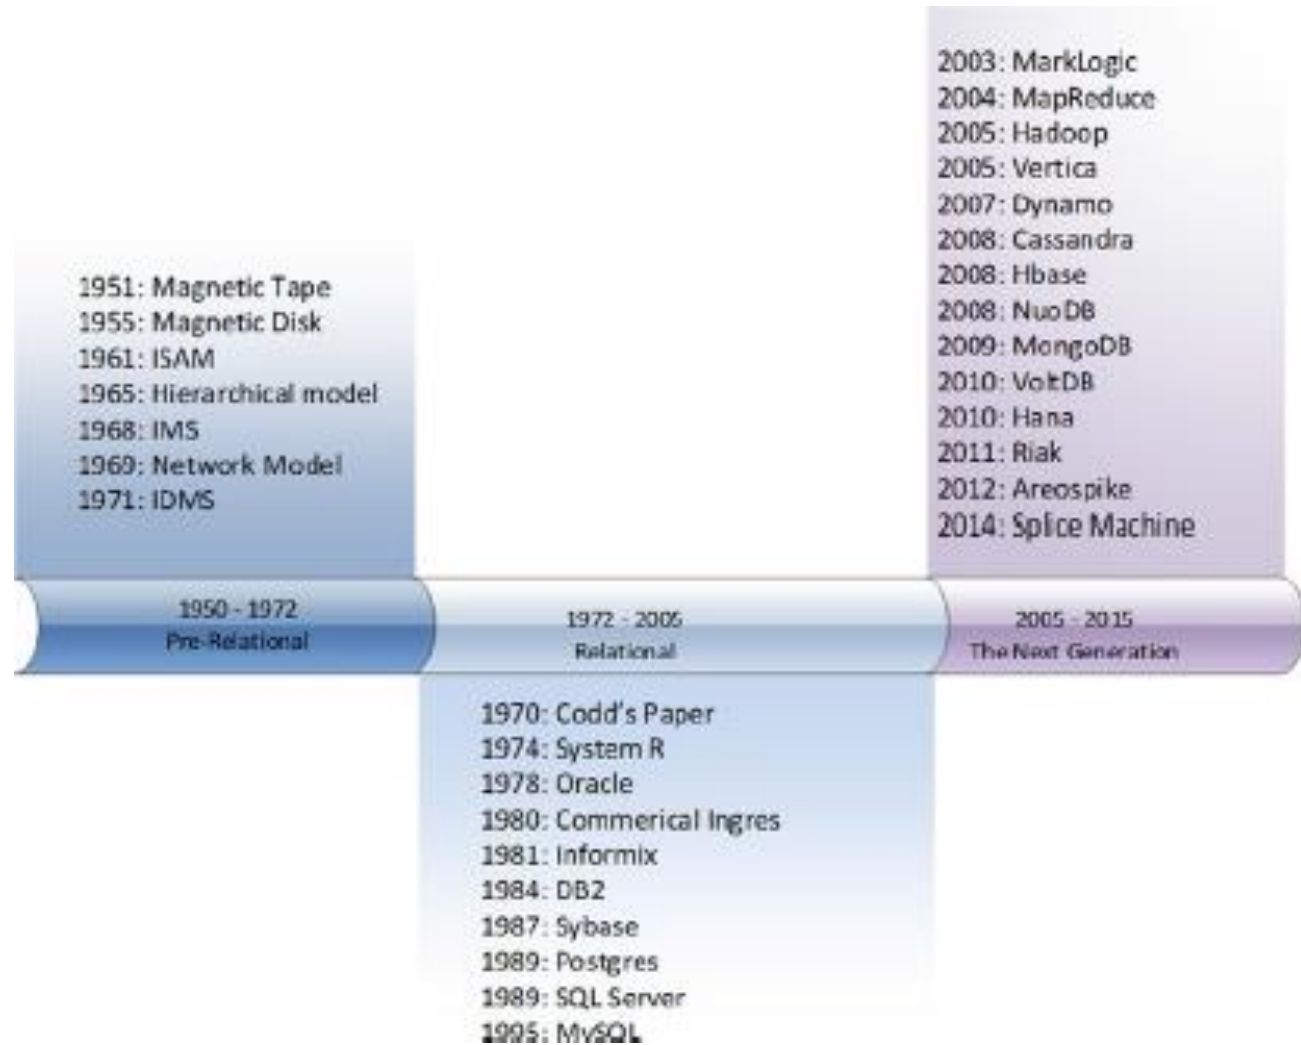 1951: Magnetic Tape
1955: Magnetic Disk
1961: ISAM
1965: Hierarchical model
1968: IMS
1969: Network Model
1971: IDMS
1950 - 1972
Pre-Relational
1972 - 2005
Relational
1970: Codd's Paper
1974: System R
1978: Oracle
1980: Commerical Ingres
1981: Informix
1984: DB2
1987: Sybase
1989: Postgres
1989: SQL Server
1995: MySQL
2003: MarkLogic
2004: MapReduce
2005: Hadoop
2005: Vertica
2007: Dynamo
2008: Cassandra
2008: Hbase
2008: NuoDB
2009: MongoDB
2010: VoltDB
2010: Hana
2011: Riak
2012: Areospike
2014: Splice Machine
2005 - 2015
The Next Generation